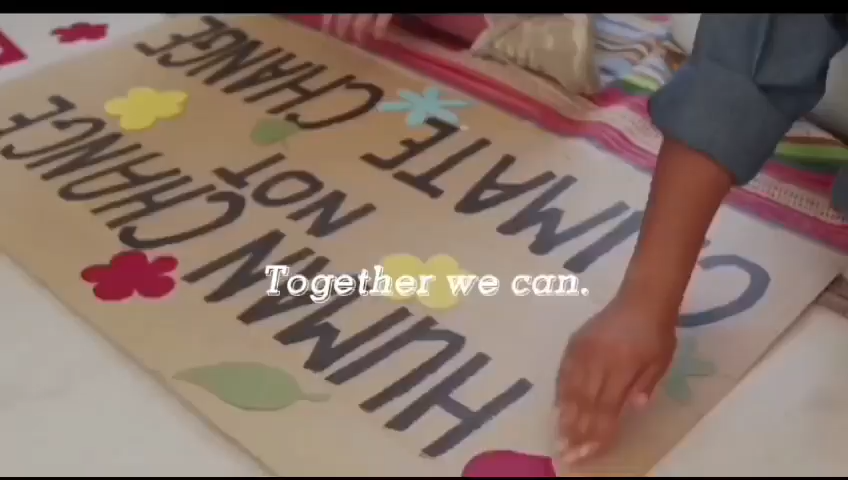 HUMAN CHANGE
NOT
CLIMATE CHANGE
Together we can.